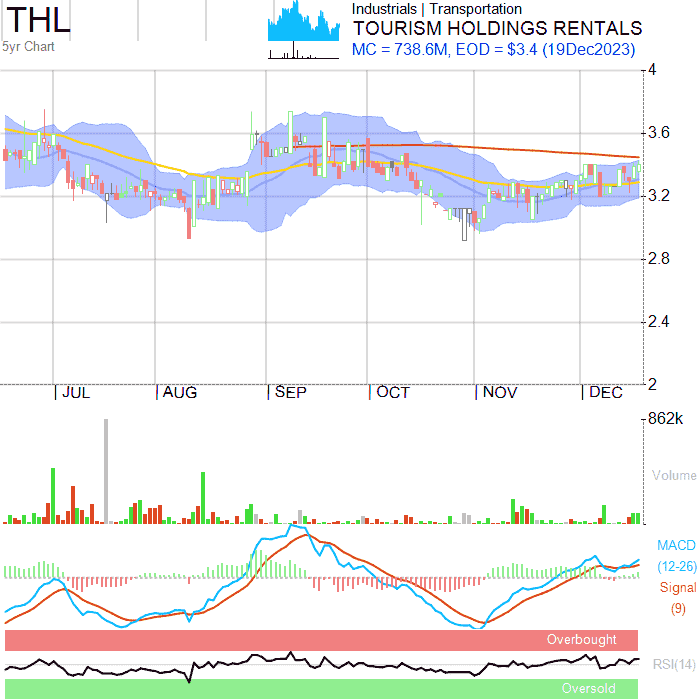 THL
5yr Chart
Industrials | Transportation
TOURISM HOLDINGS RENTALS
MC = 738.6M, EOD = $3.4 (19Dec2023)
4
3.6
3.2
2.8
2.4
2
JUL AUG SEP OCT NOV DEC
862k
Volume
MACD
(12-26)
Signal
(9)
Overbought
RSI(14)
Oversold